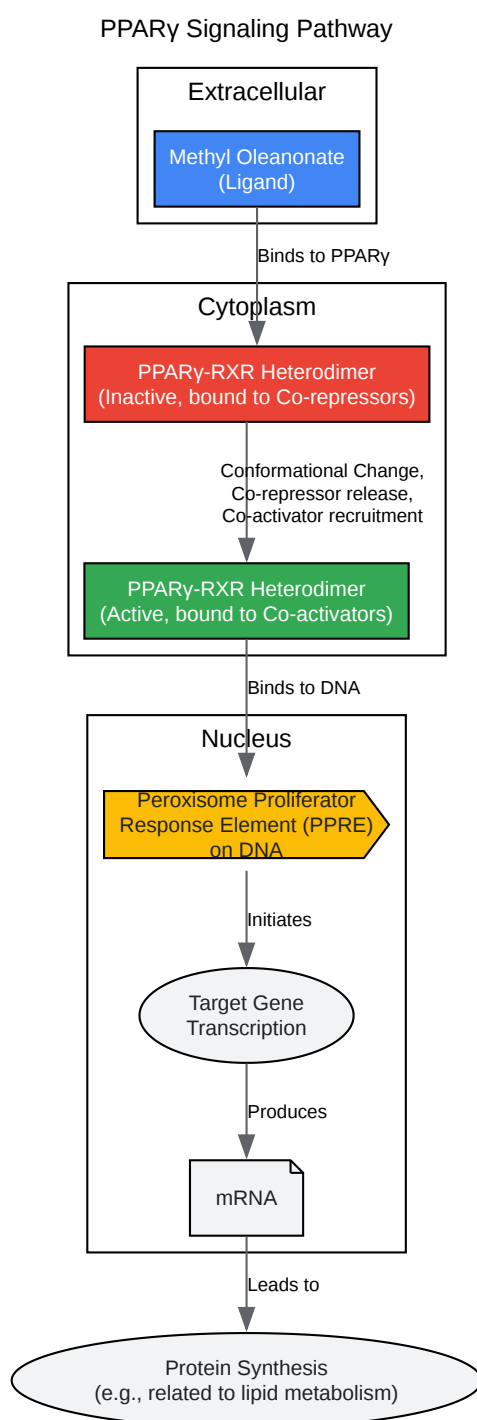 PPARγ Signaling Pathway
Extracellular
Methyl Oleanonate
(Ligand)
Binds to PPARγ
Cytoplasm
PPARγ-RXR Heterodimer
(Inactive, bound to Co-repressors)
Conformational Change,
Co-repressor release,
Co-activator recruitment
PPARγ-RXR Heterodimer
(Active, bound to Co-activators)
Binds to DNA
Nucleus
Peroxisome Proliferator
Response Element (PPRE)
on DNA
Initiates
Target Gene
Transcription
Produces
mRNA
Leads to
Protein Synthesis
(e.g., related to lipid metabolism)